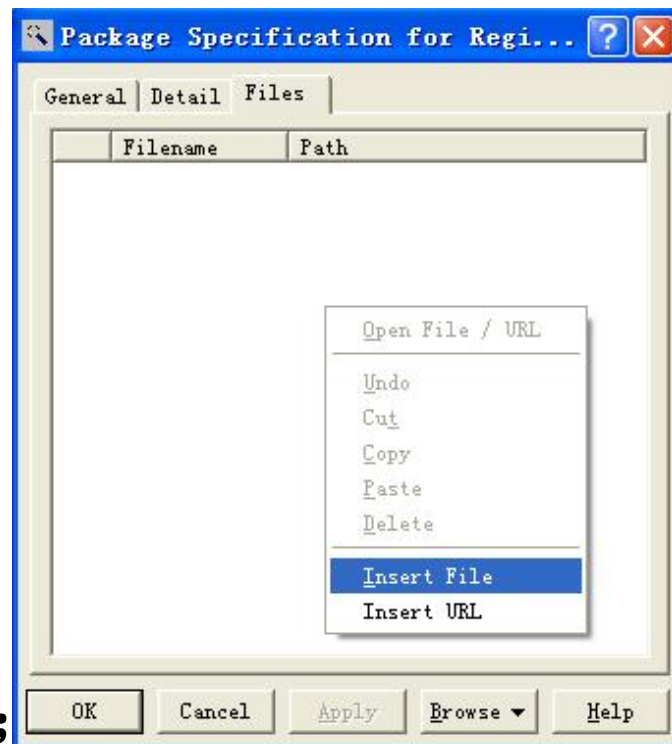 Package Specification for Regi...
General Detail Files
Filename Path
Open File / URL
Undo
Cut
Copy
Paste
Delete
Insert File
Insert URL
; OK Cancel Apply Browse Help